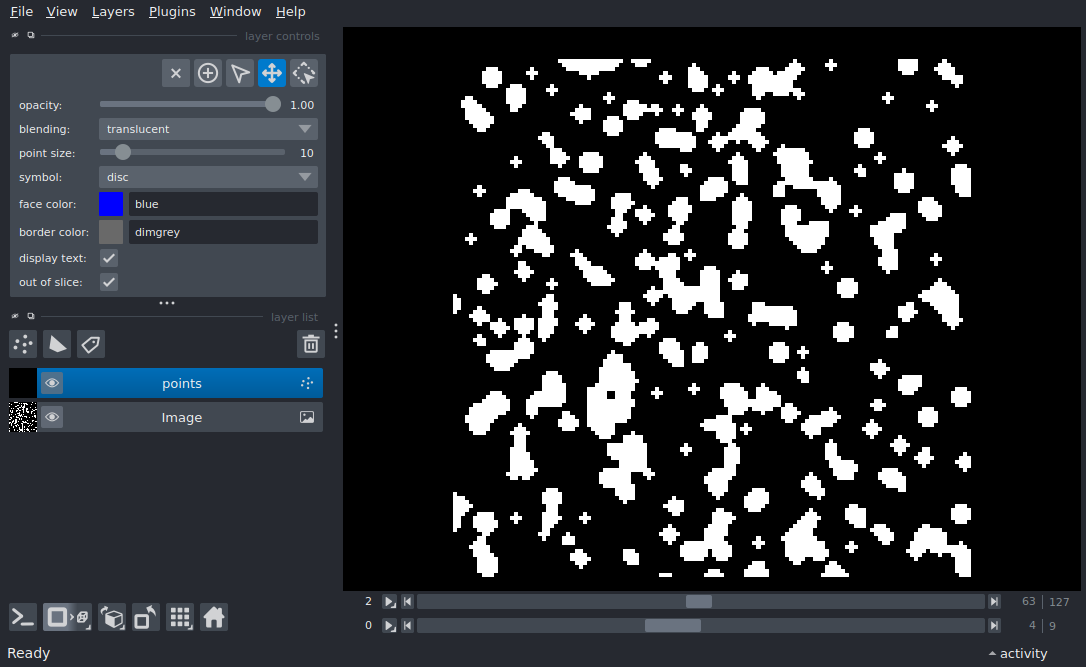 File View Layers Plugins Window Help
layer controls
opacity: 1.00
blending: translucent
point size: 10
symbol: disc
face color: blue
border color: dimgrey
display text:
out of slice:
layer list
points
Image
2 63 | 127
0 4 | 9
Ready activity